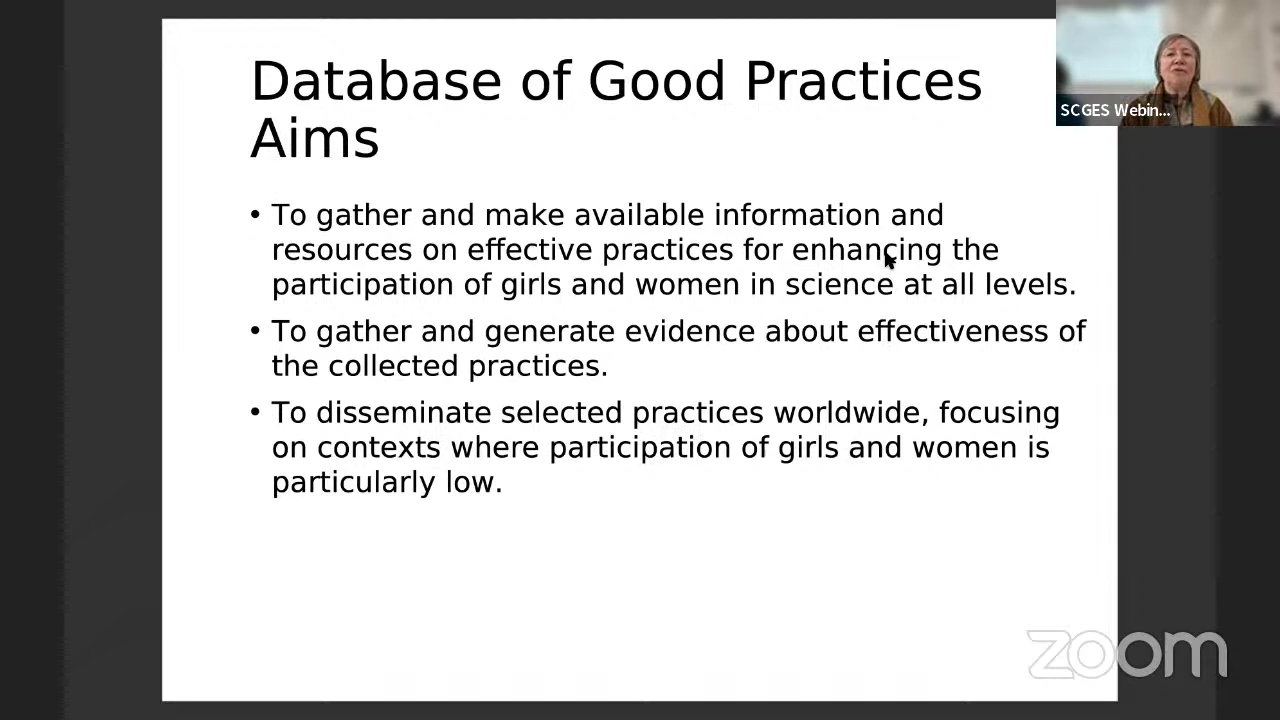 Database of Good Practices
Aims
SCGES Webin...
• To gather and make available information and
resources on effective practices for enhancing the
participation of girls and women in science at all levels.
• To gather and generate evidence about effectiveness of
the collected practices.
• To disseminate selected practices worldwide, focusing
on contexts where participation of girls and women is
particularly low.
zoom